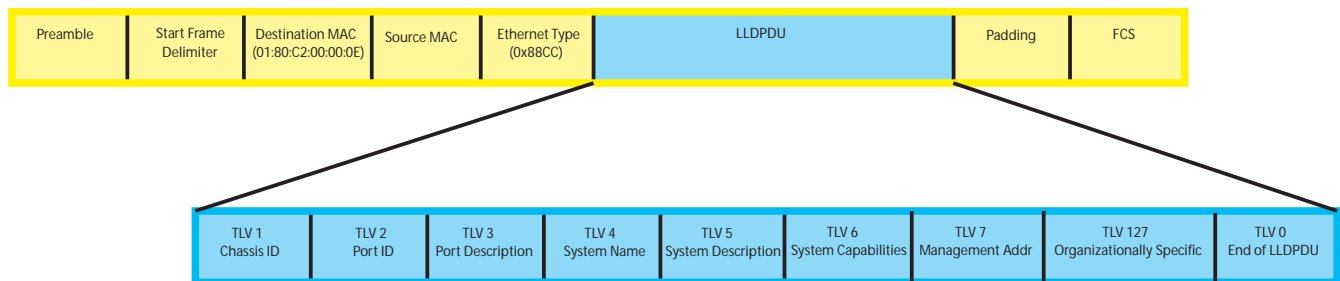 Preamble
Start Frame
Delimiter
Destination MAC
(01:80:C2:00:00:0E)
Source MAC
Ethernet Type
(0x88CC)
LLDPDU
Padding
FCS
TLV 1
Chassis ID
TLV 2
Port ID
TLV 3
Port Description
TLV 4
System Name
TLV 5
System Description
TLV 6
System Capabilities
TLV 7
Management Addr
TLV 127
Organizationally Specific
TLV 0
End of LLDPDU